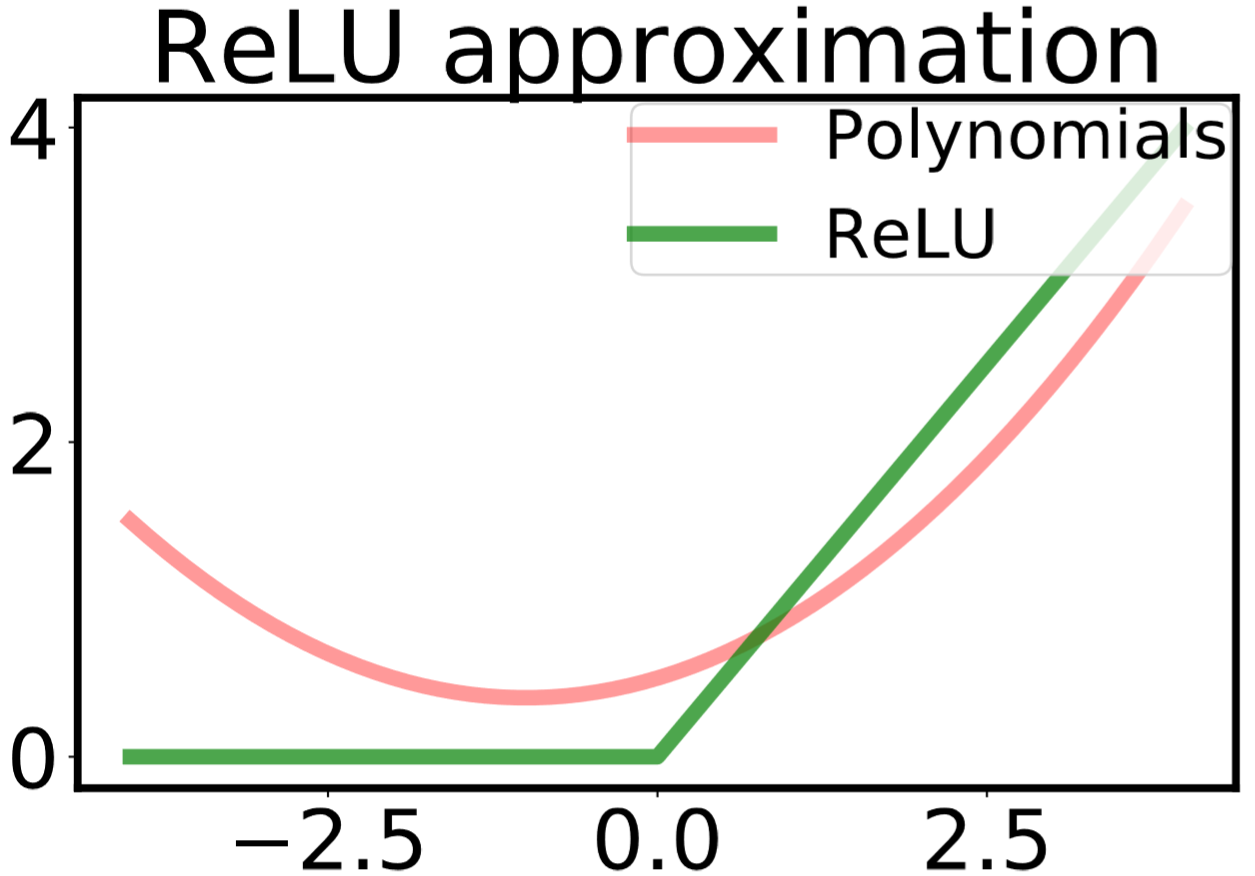 ReLU approximation
4
Polynomials
ReLU
2
0
−2.5 0.0 2.5